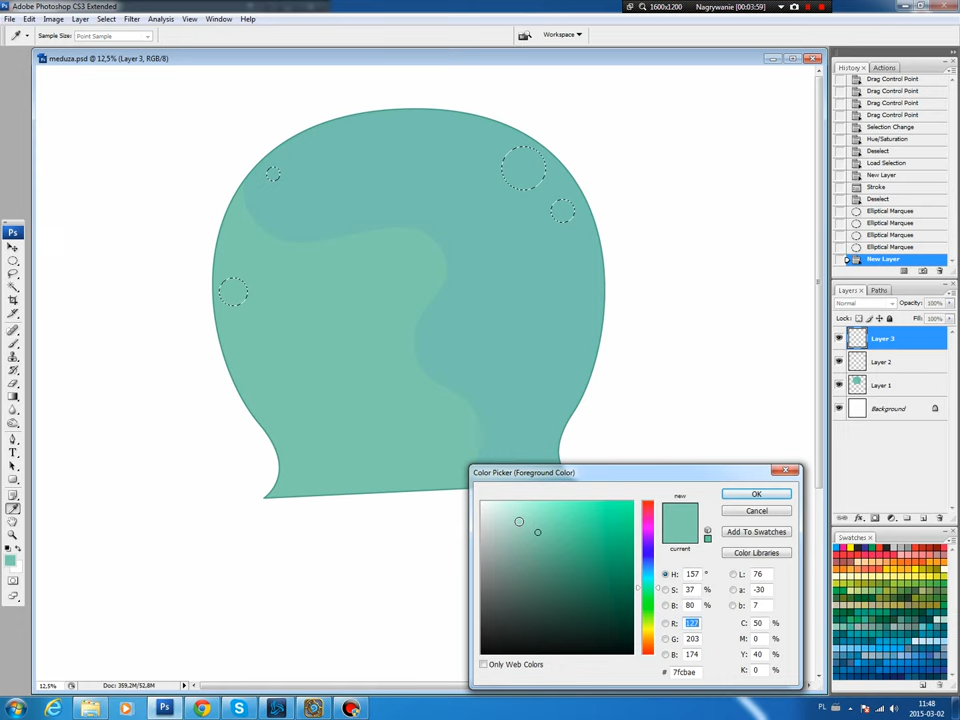 Adobe Photoshop CS3 Extended
1600x1200
Nagrywanie [00:03:59]
File Edit Image Layer Select Filter Analysis View Window Help
Sample Size: Point Sample
Workspace
meduza.psd @ 12,5% (Layer 3, RGB/8)
History Actions
Drag Control Point
Drag Control Point
Drag Control Point
Drag Control Point
Selection Change
Hue/Saturation
Deselect
Load Selection
New Layer
Stroke
Deselect
Elliptical Marquee
Elliptical Marquee
Elliptical Marquee
Elliptical Marquee
New Layer
Layers Paths
Normal Opacity: 100%
Lock: Fill: 100%
Layer 3
Layer 2
Layer 1
Background
Swatches
Color Picker (Foreground Color)
new
current
OK
Cancel
Add To Swatches
Color Libraries
H: 157 ° L: 76
S: 37 % a: -30
B: 80 % b: 7
R: 127 C: 50 %
G: 203 M: 0 %
B: 174 Y: 40 %
# 7fcbae K: 0 %
Only Web Colors
12,5% Doc: 359.2M/52,8M
PL 11:48
2015-03-02
Ps